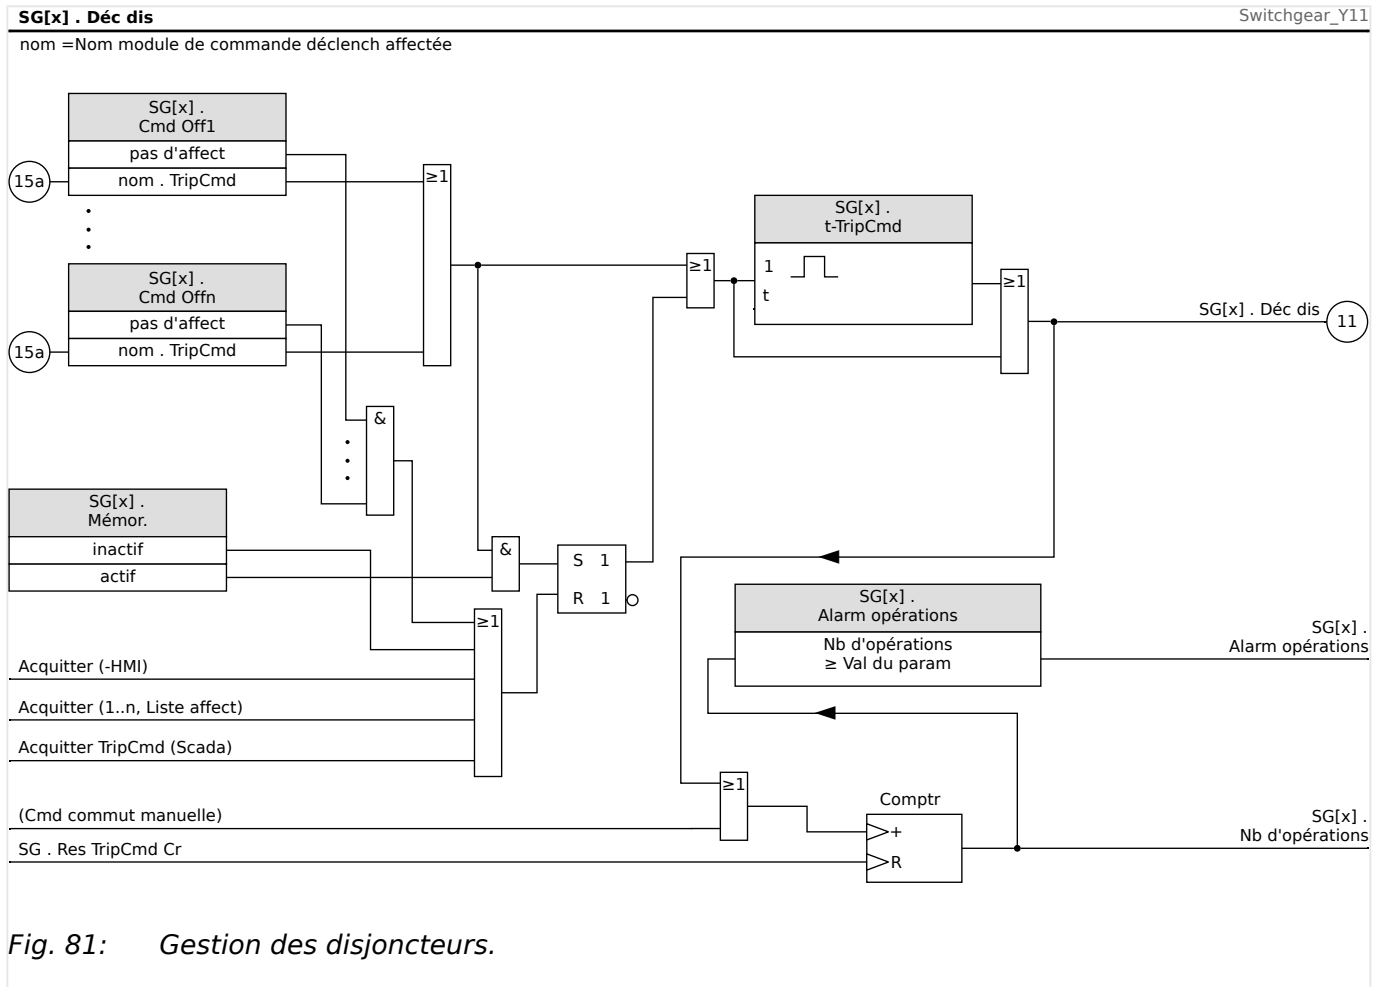 SG[x] . Déc dis
Switchgear_Y11
nom =Nom module de commande déclench affectée
SG[x] .
Cmd Off1
pas d'affect
15a
nom . TripCmd
≥1
SG[x] .
t-TripCmd
1
t
≥1
≥1
SG[x] . Déc dis
11
SG[x] .
Cmd Offn
pas d'affect
15a
nom . TripCmd
&
SG[x] .
Mémor.
inactif
actif
&
S 1
R 1
≥1
Acquitter (-HMI)
Acquitter (1..n, Liste affect)
Acquitter TripCmd (Scada)
SG[x] .
Alarm opérations
Nb d'opérations
≥ Val du param
SG[x] .
Alarm opérations
(Cmd commut manuelle)
≥1
SG . Res TripCmd Cr
Comptr
+
R
SG[x] .
Nb d'opérations
Fig. 81: Gestion des disjoncteurs.